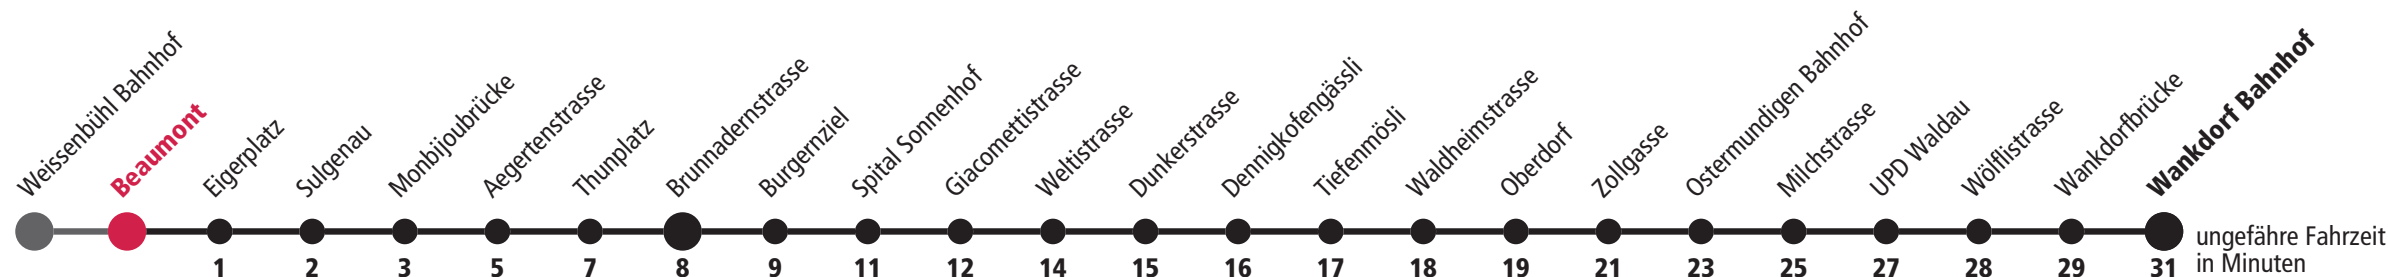 Weissenbühl Bahnhof
Beaumont
Eigerplatz
Sulgenau
Monbijoubrücke
Aegertenstrasse
Thunplatz
Brunnadernstrasse
Burgernziel
Spital Sonnenhof
Giacomettistrasse
Weltistrasse
Dunkerstrasse
Dennigkofengässli
Tiefenmösli
Waldheimstrasse
Oberdorf
Zollgasse
Ostermundigen Bahnhof
Milchstrasse
UPD Waldau
Wölflistrasse
Wankdorfbrücke
Wankdorf Bahnhof
1 2 3 5 7 8 9 11 12 14 15 16 17 18 19 21 23 25 27 28 29 31
ungefähre Fahrzeit
in Minuten